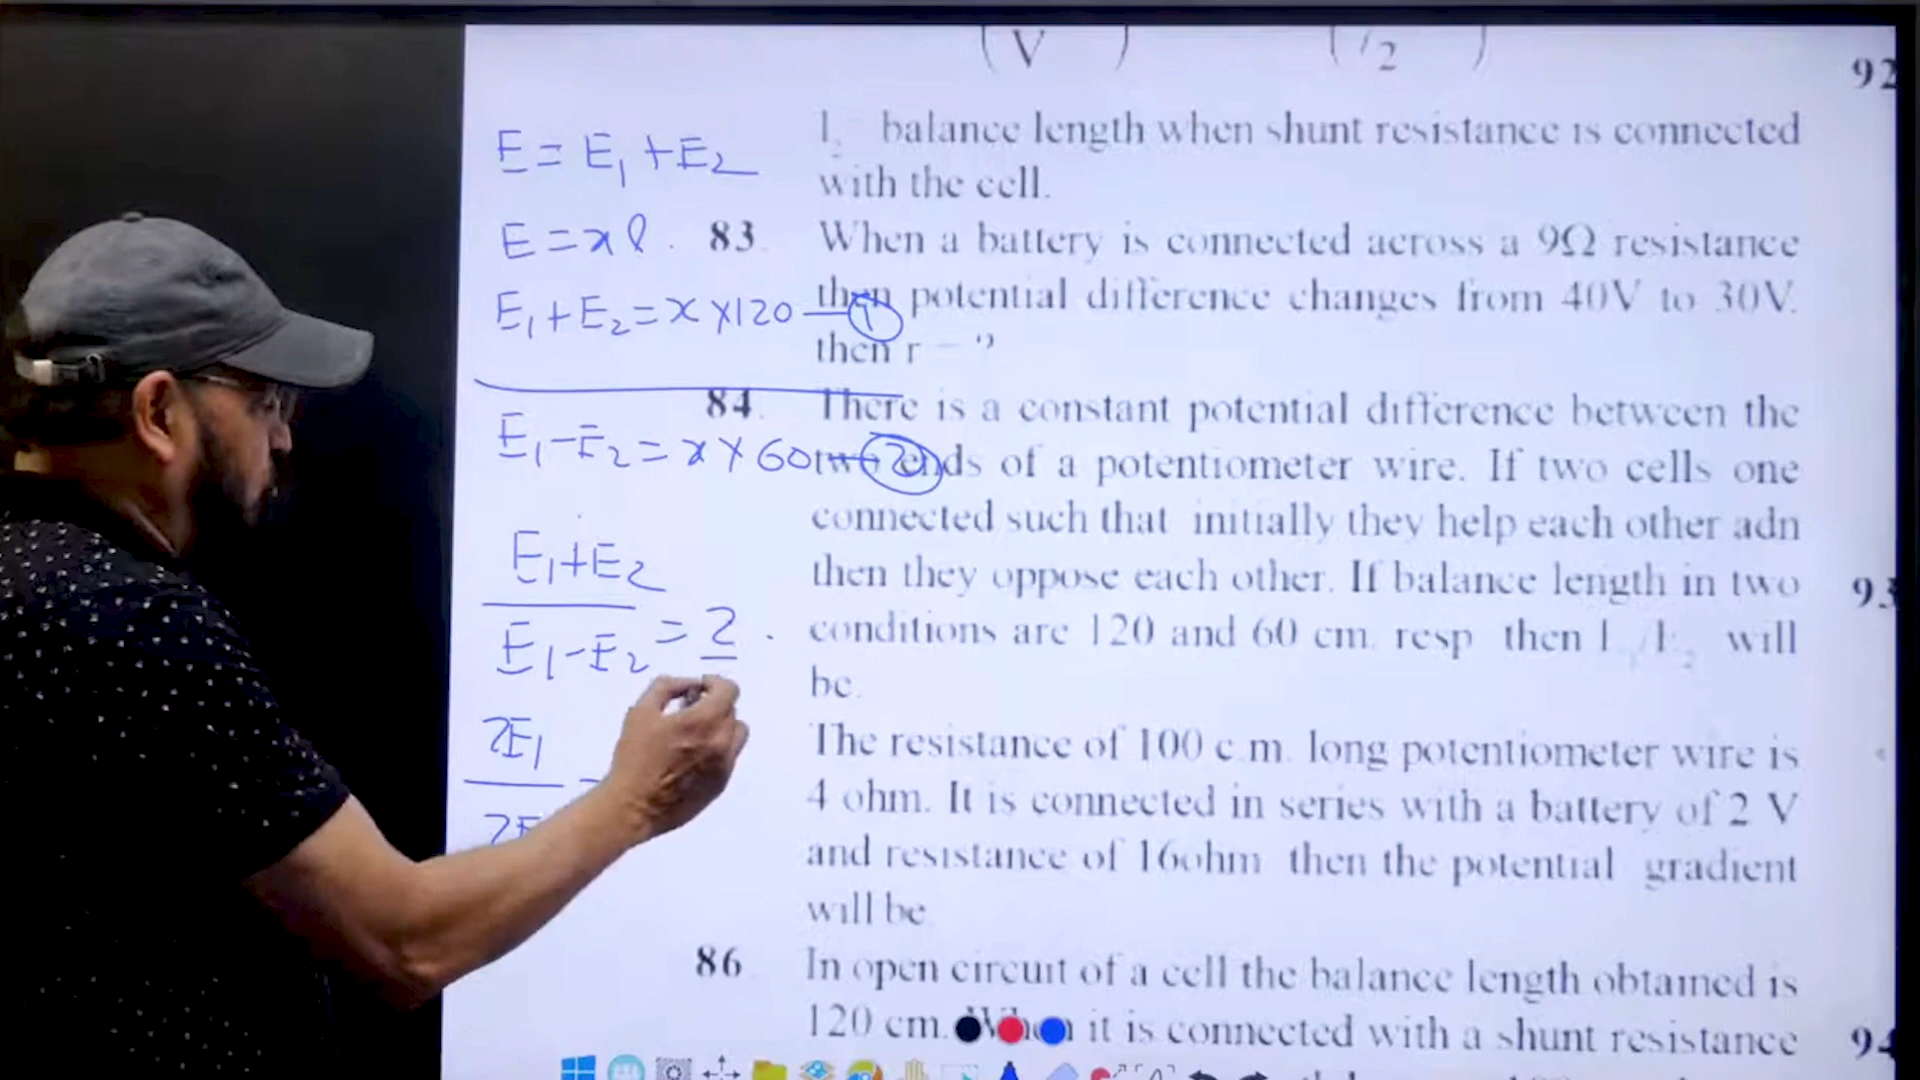 V
/2
92
E = E1 + E2
E = xl.
E1 + E2 = x × 120 — 1
E1 - E2 = x × 60 — 2
E1 + E2
E1 - E2 = 2.
2E1
2E
l balance length when shunt resistance is connected
with the cell.
83 When a battery is connected across a 9Ω resistance
then potential difference changes from 40V to 30V.
then r = ?
84. There is a constant potential difference between the
two ends of a potentiometer wire. If two cells one
connected such that initially they help each other adn
then they oppose each other. If balance length in two
conditions are 120 and 60 cm. resp then will
be.
The resistance of 100 c.m. long potentiometer wire is
4 ohm. It is connected in series with a battery of 2 V
and resistance of 16ohm then the potential gradient
will be
86 In open circuit of a cell the balance length obtained is
120 cm. When it is connected with a shunt resistance